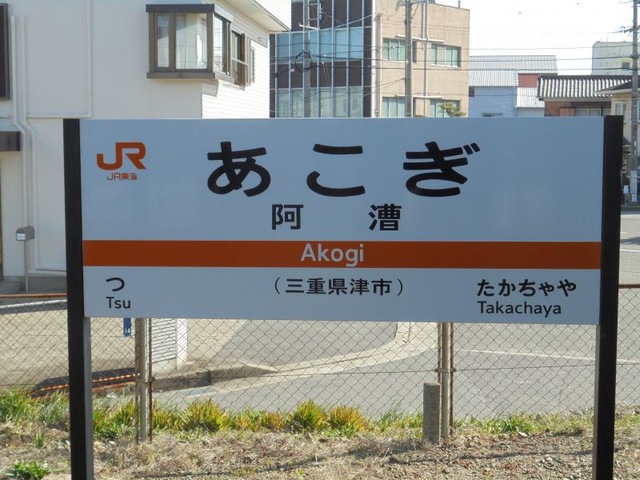 JR
JR東海
あこぎ
阿漕
Akogi
つ
Tsu
（三重県津市）
たかちゃや
Takachaya